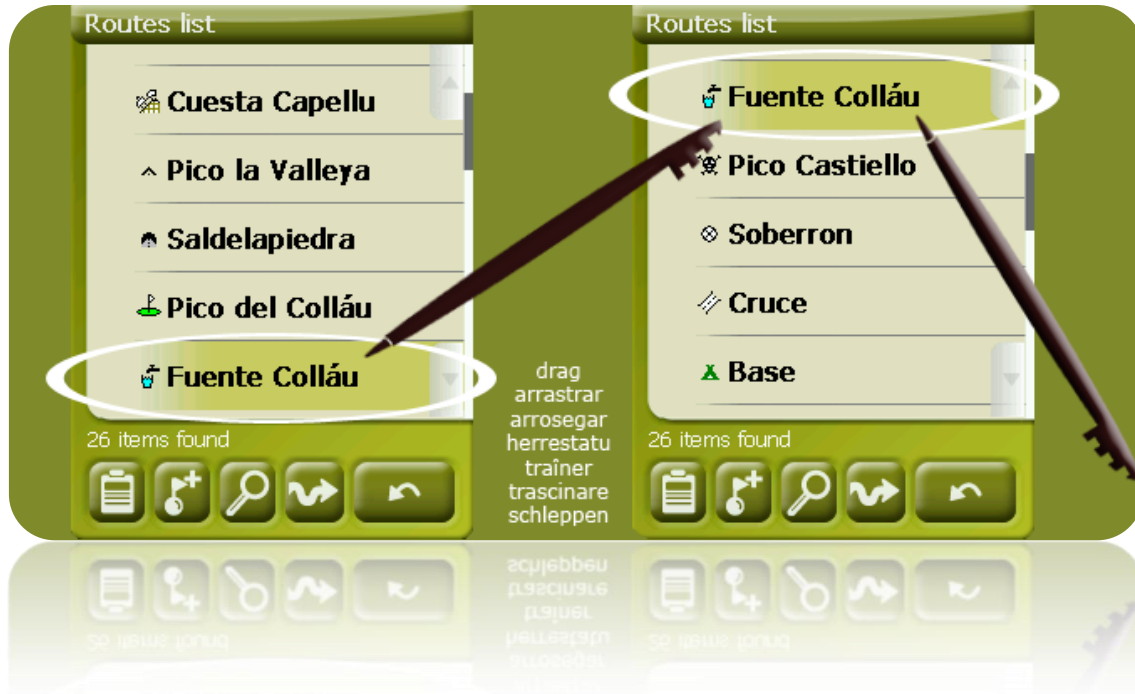 Routes list
Cuesta Capellu
Pico la Valleya
Saldelapiedra
Pico del Colláu
Fuente Colláu
26 items found
drag
arrastrar
arrosegar
herrestatu
traîner
trascinare
schleppen
Routes list
Fuente Colláu
Pico Castiello
Soberron
Cruce
Base
26 items found